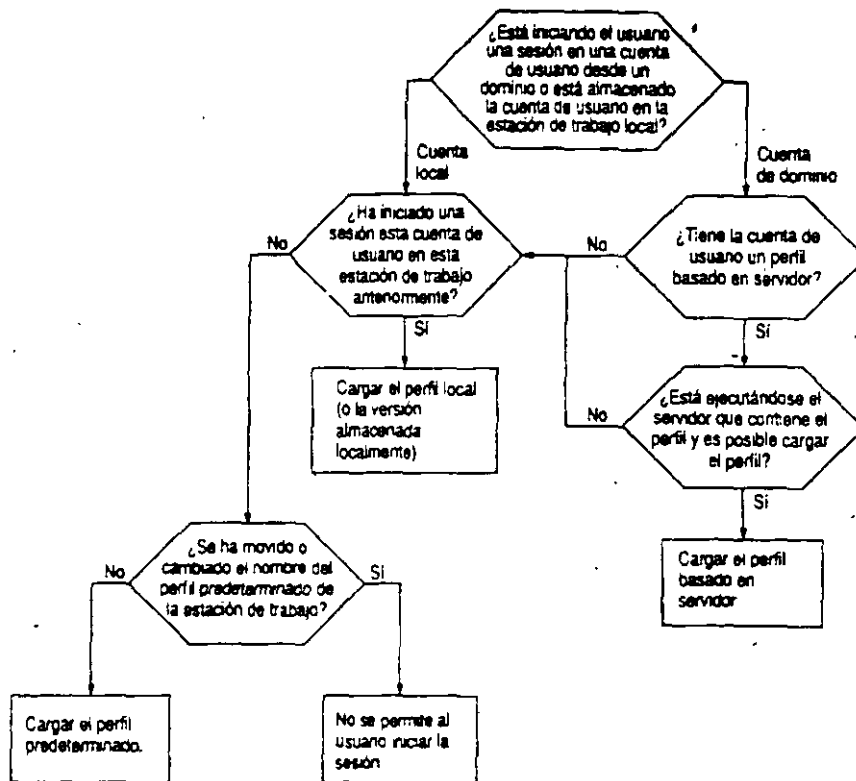 ¿Está iniciando el usuario
una sesión en una cuenta
de usuario desde un
dominio o está almacenado
la cuenta de usuario en la
estación de trabajo local?
Cuenta
local
Cuenta
de dominio
¿Ha iniciado una
sesión esta cuenta de
usuario en esta
estación de trabajo
anteriormente?
No
Sí
¿Tiene la cuenta de
usuario un perfil
basado en servidor?
No
Sí
Cargar el perfil local
(o la versión
almacenada
localmente)
¿Está ejecutándose el
servidor que contiene el
perfil y es posible cargar
el perfil?
No
Sí
¿Se ha movido o
cambiado el nombre del
perfil predeterminado de
la estación de trabajo?
No
Sí
Cargar el perfil
basado en
servidor
Cargar el perfil
predeterminado.
No se permite al
usuario iniciar la
sesión